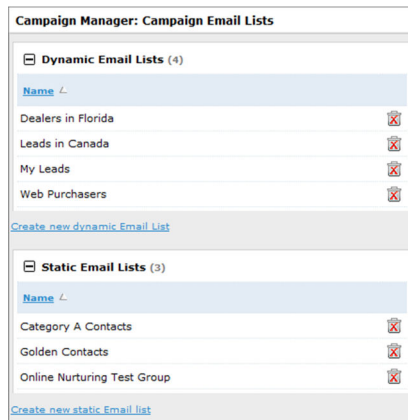 Campaign Manager: Campaign Email Lists
Dynamic Email Lists (4)
Name
Dealers in Florida
Leads in Canada
My Leads
Web Purchasers
Create new dynamic Email List
Static Email Lists (3)
Name
Category A Contacts
Golden Contacts
Online Nurturing Test Group
Create new static Email list